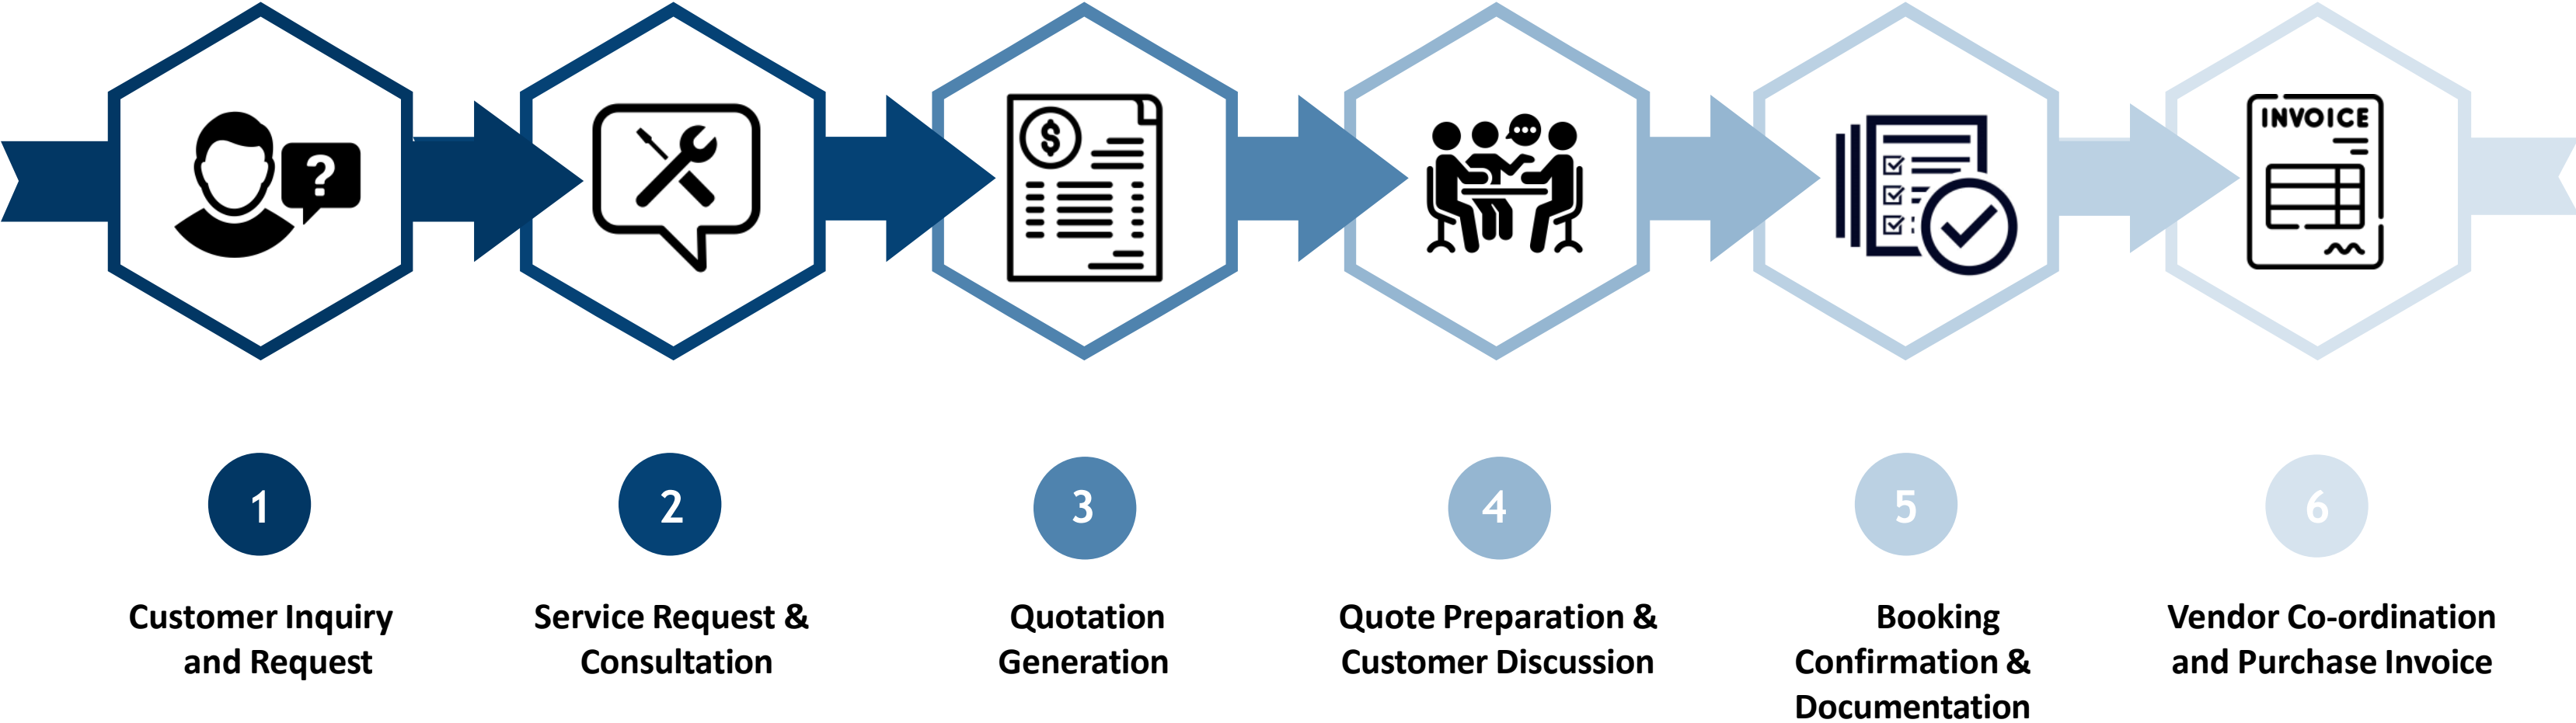 ?
$
INVOICE
1
2
3
4
5
6
Customer Inquiry
and Request
Service Request &
Consultation
Quotation
Generation
Quote Preparation &
Customer Discussion
Booking
Confirmation &
Documentation
Vendor Co-ordination
and Purchase Invoice